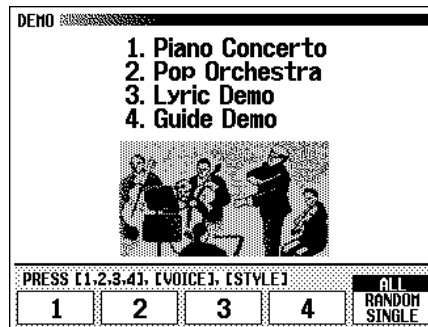 DEMO
1. Piano Concerto
2. Pop Orchestra
3. Lyric Demo
4. Guide Demo
PRESS [1,2,3,4], [VOICE], [STYLE]
1 2 3 4
ALL
RANDOM
SINGLE